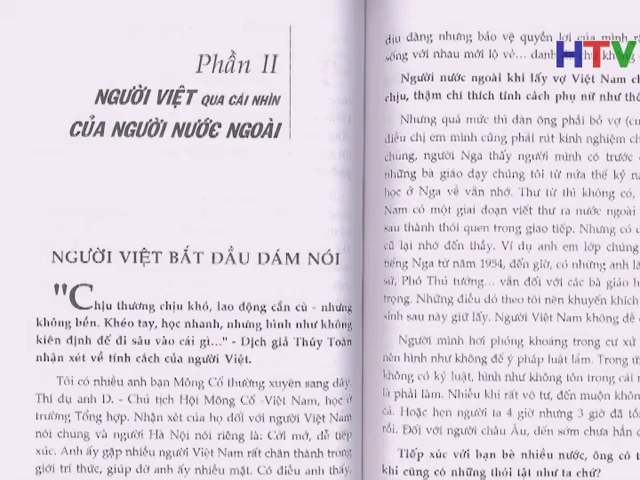 Phần II
NGƯỜI VIỆT QUA CÁI NHÌN
CỦA NGƯỜI NƯỚC NGOÀI
NGƯỜI VIỆT BẮT ĐẦU DÁM NÓI
"Chịu thương chịu khó, lao động cần cù - nhưng
không bền. Khéo tay, học nhanh, nhưng hình như không
kiên định để đi sâu vào cái gì..." - Dịch giả Thúy Toàn
nhận xét về tính cách của người Việt.
Tôi có nhiều anh bạn Mông Cổ thường xuyên sang đây.
Thí dụ anh D. - Chủ tịch Hội Mông Cổ -Việt Nam, học ở
trường Tổng hợp. Nhận xét của họ đối với người Việt Nam
nói chung và người Hà Nội nói riêng là: Cởi mở, dễ tiếp
xúc. Anh ấy gặp nhiều người Việt Nam rất chân thành trong
giới trí thức, giúp đỡ anh ấy nhiều mặt. Có điều anh thấy,
HTV
dịu dàng nhưng bảo vệ quyền lợi của mình
sống với nhau mới lộ vẻ... không
Người nước ngoài khi lấy vợ Việt Nam
chịu, thậm chí thích tính cách phụ nữ như
Nhưng quá mức thì đàn ông phải bỏ vợ
điều chị em mình cũng phải rút kinh nghiệm
chung, người Nga thấy người mình có trước
những bà giáo dạy chúng tôi từ nửa thế kỷ
học ở Nga về vẫn nhớ. Thư từ thì không có,
Nam có một giai đoạn viết thư ra nước ngoài
sau thành thói quen trong giao tiếp. Nhưng có
cũ lại nhớ đến thầy. Ví dụ anh em lớp chúng
tiếng Nga từ năm 1954, đến giờ, có những anh là
sứ, Phó Thủ tướng... vẫn đối với các bà giáo
trọng. Những điều đó theo tôi nên khuyến khích
sinh sau này giữ lấy. Người Việt Nam không dễ
Người mình hơi phóng khoáng trong cư xử
nên hình như không để ý pháp luật lắm. Trong
không có kỷ luật, hình như không tôn trọng cái
là phải làm. Nhiều khi rất vô tư, đến muộn không
cả. Hoặc hẹn người ta 4 giờ nhưng 3 giờ đã
rồi. Đối với người châu Âu, đến sớm chưa hẳn
Tiếp xúc với bạn bè nhiều nước, ông có
khi cũng có những thói tật như ta chứ?